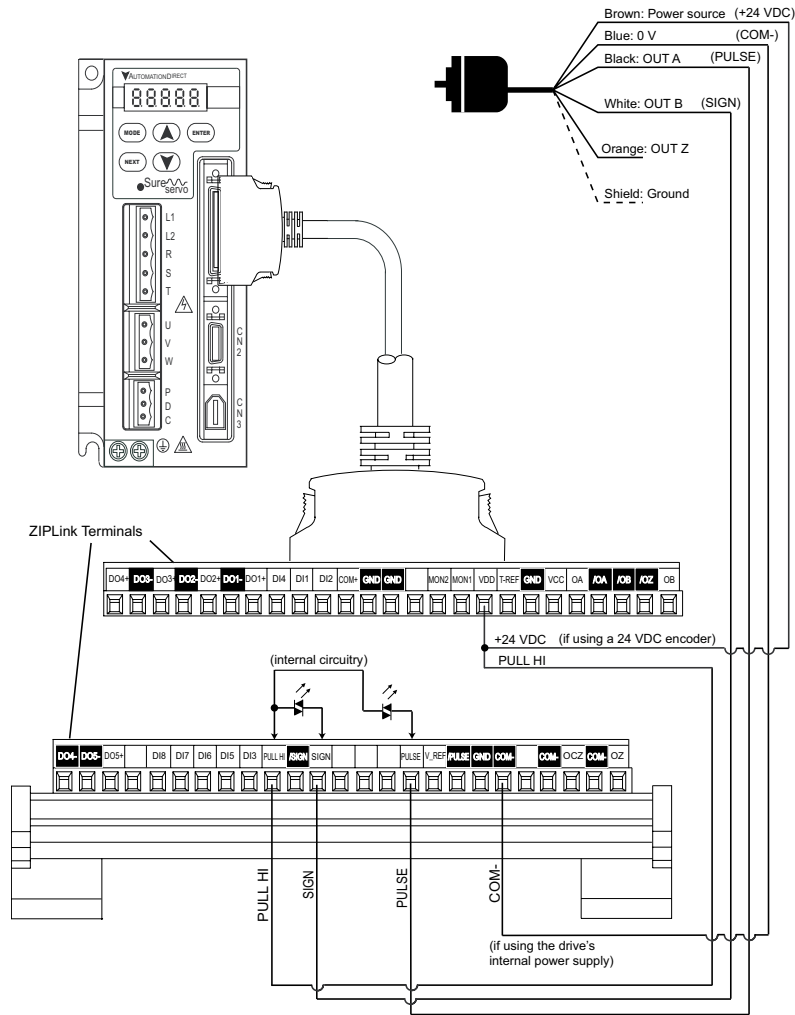 Brown: Power source (+24 VDC)
Blue: 0 V (COM-)
Black: OUT A (PULSE)
White: OUT B (SIGN)
Orange: OUT Z
Shield: Ground
AUTOMATIONDIRECT
88888
MODE
ENTER
NEXT
Sure servo
L1
L2
R
S
T
U
V
W
P
D
C
CN2
CN3
ZIPLink Terminals
DO4+ DO3- DO3+ DO2- DO2+ DO1- DO1+ DI4 DI1 DI2 COM+ GND GND MON2 MON1 VDD T-REF GND VCC OA /OA /OB /OZ OB
+24 VDC (if using a 24 VDC encoder)
PULL HI
(internal circuitry)
DO4- DO5- DO5+ DI8 DI7 DI6 DI5 DI3 PULL HI /SIGN SIGN PULSE V_REF /PULSE GND COM- COM- OCZ COM- OZ
PULL HI
SIGN
PULSE
COM-
(if using the drive's
internal power supply)